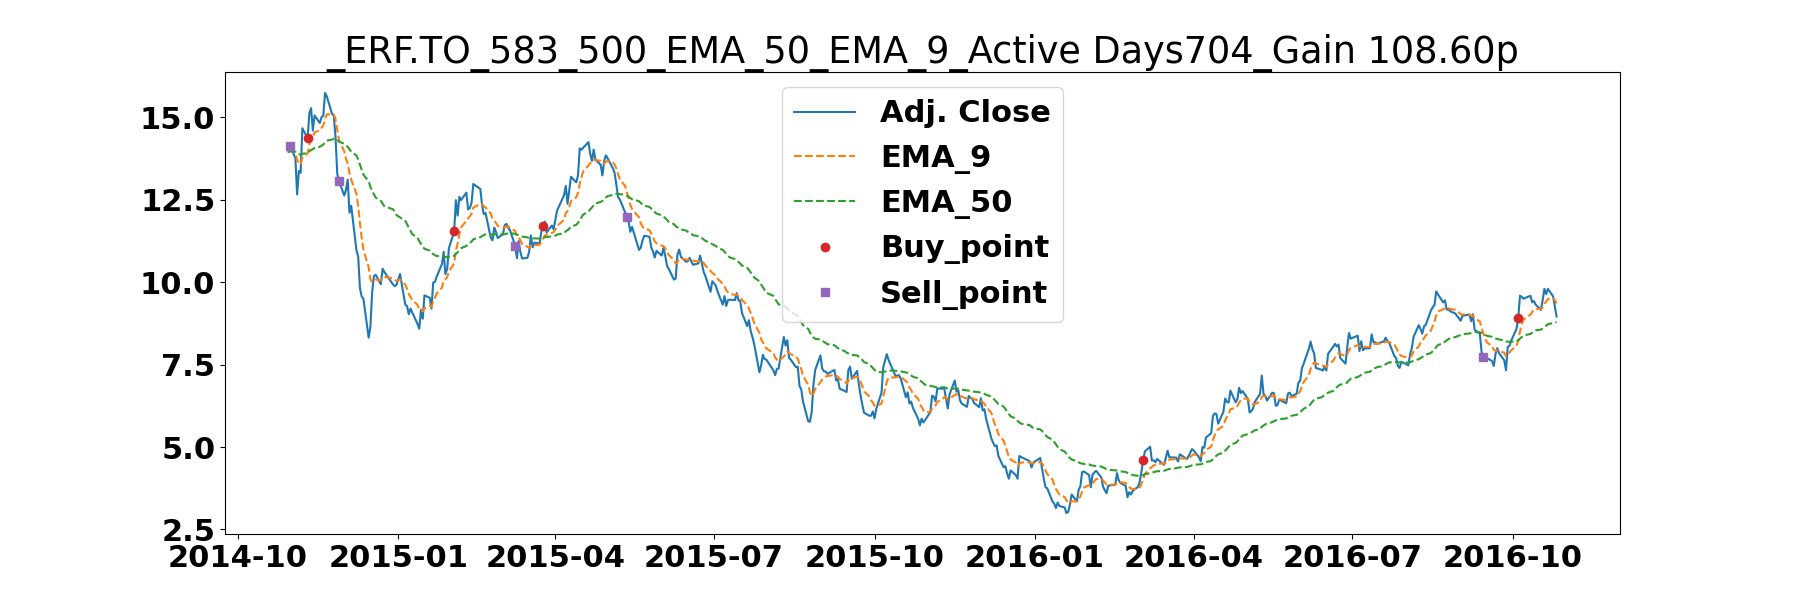 _ERF.TO_583_500_EMA_50_EMA_9_Active Days704_Gain 108.60p
15.0
12.5
10.0
7.5
5.0
2.5
Adj. Close
EMA_9
EMA_50
Buy_point
Sell_point
2014-10 2015-01 2015-04 2015-07 2015-10 2016-01 2016-04 2016-07 2016-10